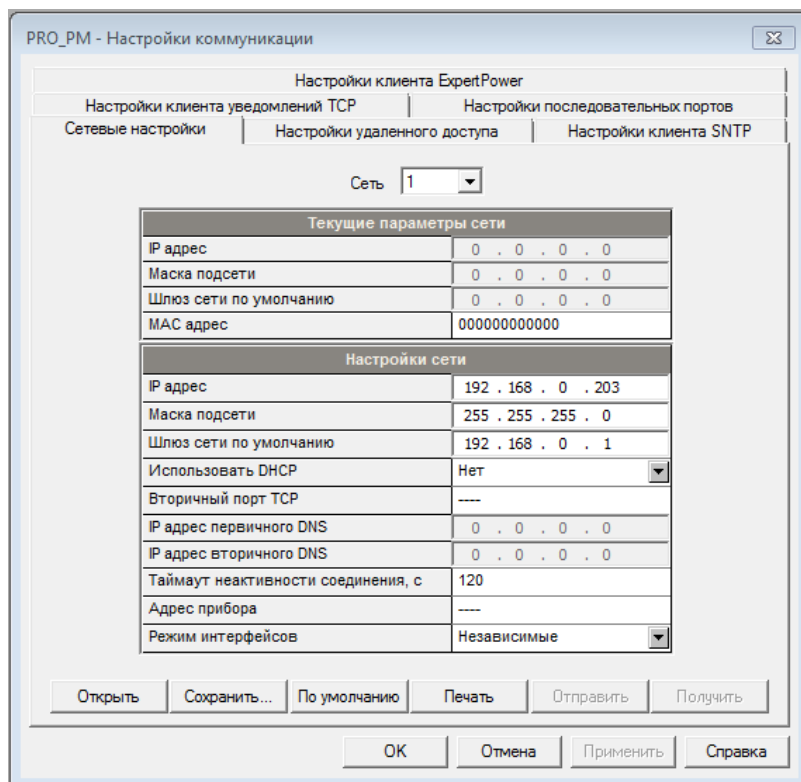 PRO_PM - Настройки коммуникации
Настройки клиента ExpertPower
Настройки клиента уведомлений TCP Настройки последовательных портов
Сетевые настройки Настройки удаленного доступа Настройки клиента SNTP
Сеть 1
Текущие параметры сети
IP адрес 0 . 0 . 0 . 0
Маска подсети 0 . 0 . 0 . 0
Шлюз сети по умолчанию 0 . 0 . 0 . 0
MAC адрес 000000000000
Настройки сети
IP адрес 192 . 168 . 0 . 203
Маска подсети 255 . 255 . 255 . 0
Шлюз сети по умолчанию 192 . 168 . 0 . 1
Использовать DHCP Нет
Вторичный порт TCP ----
IP адрес первичного DNS 0 . 0 . 0 . 0
IP адрес вторичного DNS 0 . 0 . 0 . 0
Таймаут неактивности соединения, с 120
Адрес прибора ----
Режим интерфейсов Независимые
Открыть Сохранить... По умолчанию Печать Отправить Получить
OK Отмена Применить Справка